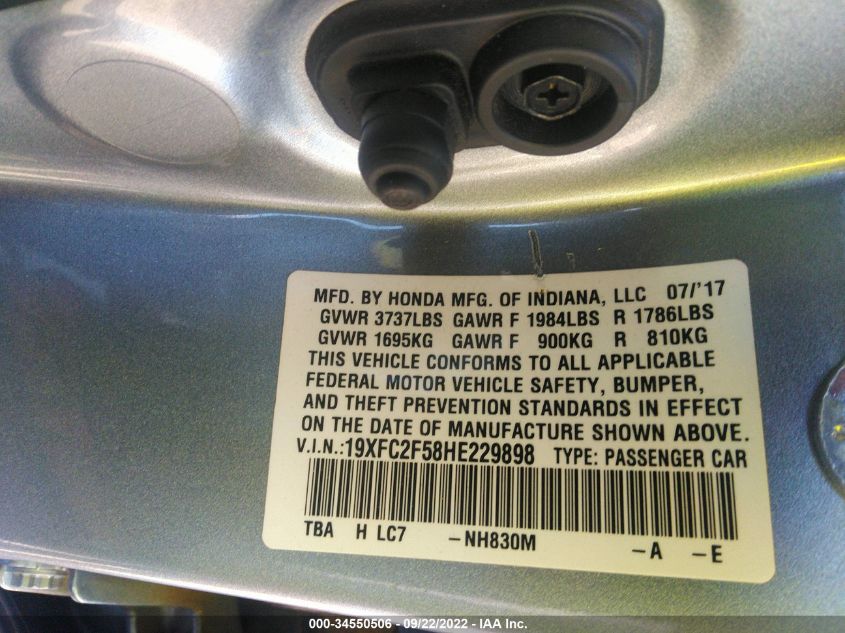 MFD. BY HONDA MFG. OF INDIANA, LLC 07/'17
GVWR 3737LBS GAWR F 1984LBS R 1786LBS
GVWR 1695KG GAWR F 900KG R 810KG
THIS VEHICLE CONFORMS TO ALL APPLICABLE
FEDERAL MOTOR VEHICLE SAFETY, BUMPER,
AND THEFT PREVENTION STANDARDS IN EFFECT
ON THE DATE OF MANUFACTURE SHOWN ABOVE.
V.I.N.:19XFC2F58HE229898 TYPE: PASSENGER CAR
TBA H LC7 -NH830M -A -E
000-34550506 - 09/22/2022 - IAA Inc.